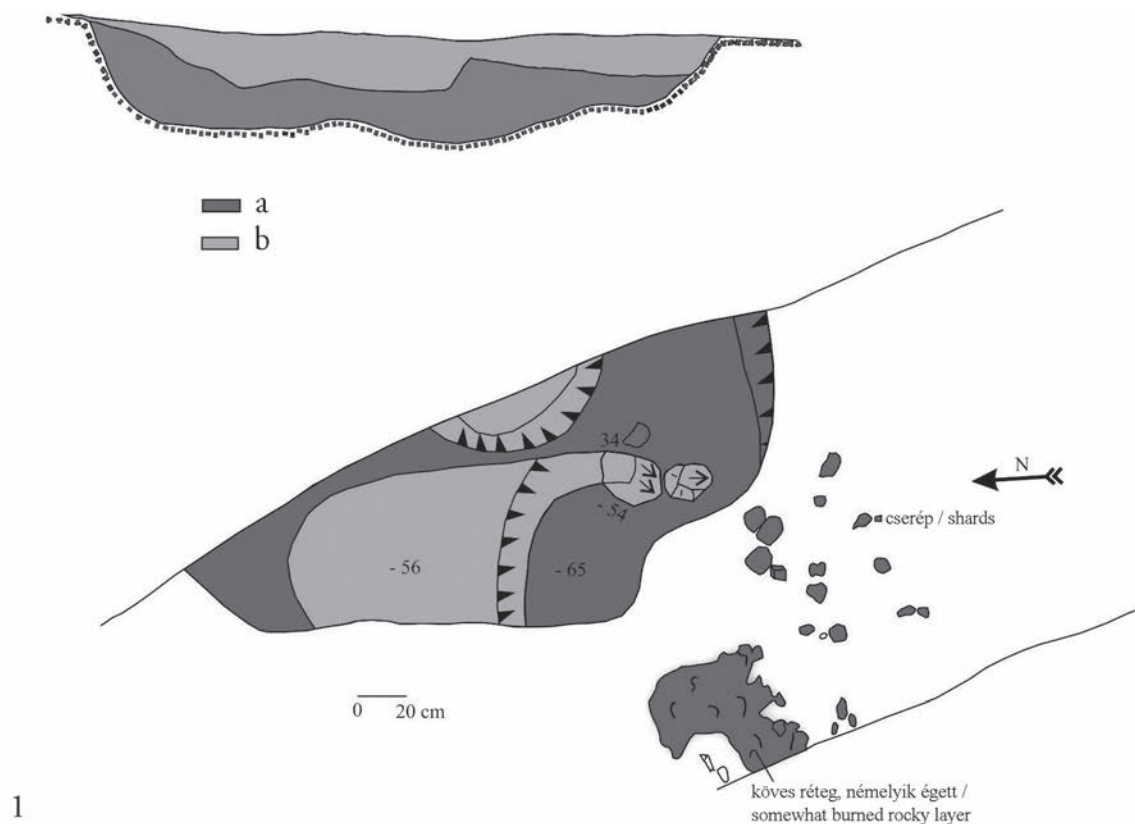 a
b
34
N
- 54
cserép / shards
- 56
- 65
0 20 cm
köves réteg, némelyik égett /
somewhat burned rocky layer
1